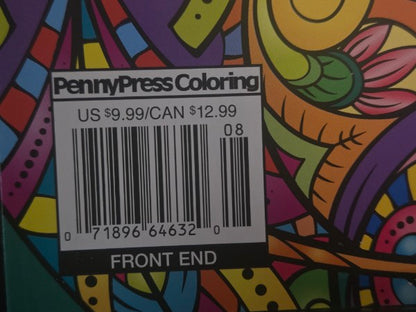 PennyPress Coloring
US $9.99/CAN $12.99
08
0 71896 64632 0
FRONT END